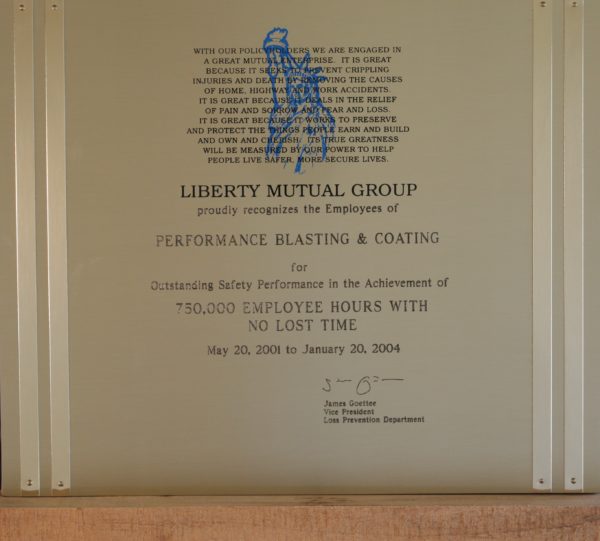 WITH OUR POLICYHOLDERS WE ARE ENGAGED IN
A GREAT MUTUAL ENTERPRISE. IT IS GREAT
BECAUSE IT SEEKS TO PREVENT CRIPPLING
INJURIES AND DEATH BY REMOVING THE CAUSES
OF HOME, HIGHWAY AND WORK ACCIDENTS.
IT IS GREAT BECAUSE IT DEALS IN THE RELIEF
OF PAIN AND SORROW AND FEAR AND LOSS.
IT IS GREAT BECAUSE IT WORKS TO PRESERVE
AND PROTECT THE THINGS PEOPLE EARN AND BUILD
AND OWN AND CHERISH. ITS TRUE GREATNESS
WILL BE MEASURED BY OUR POWER TO HELP
PEOPLE LIVE SAFER, MORE SECURE LIVES.
LIBERTY MUTUAL GROUP
proudly recognizes the Employees of
PERFORMANCE BLASTING & COATING
for
Outstanding Safety Performance in the Achievement of
750,000 EMPLOYEE HOURS WITH
NO LOST TIME
May 20, 2001 to January 20, 2004
James Goettee
Vice President
Loss Prevention Department